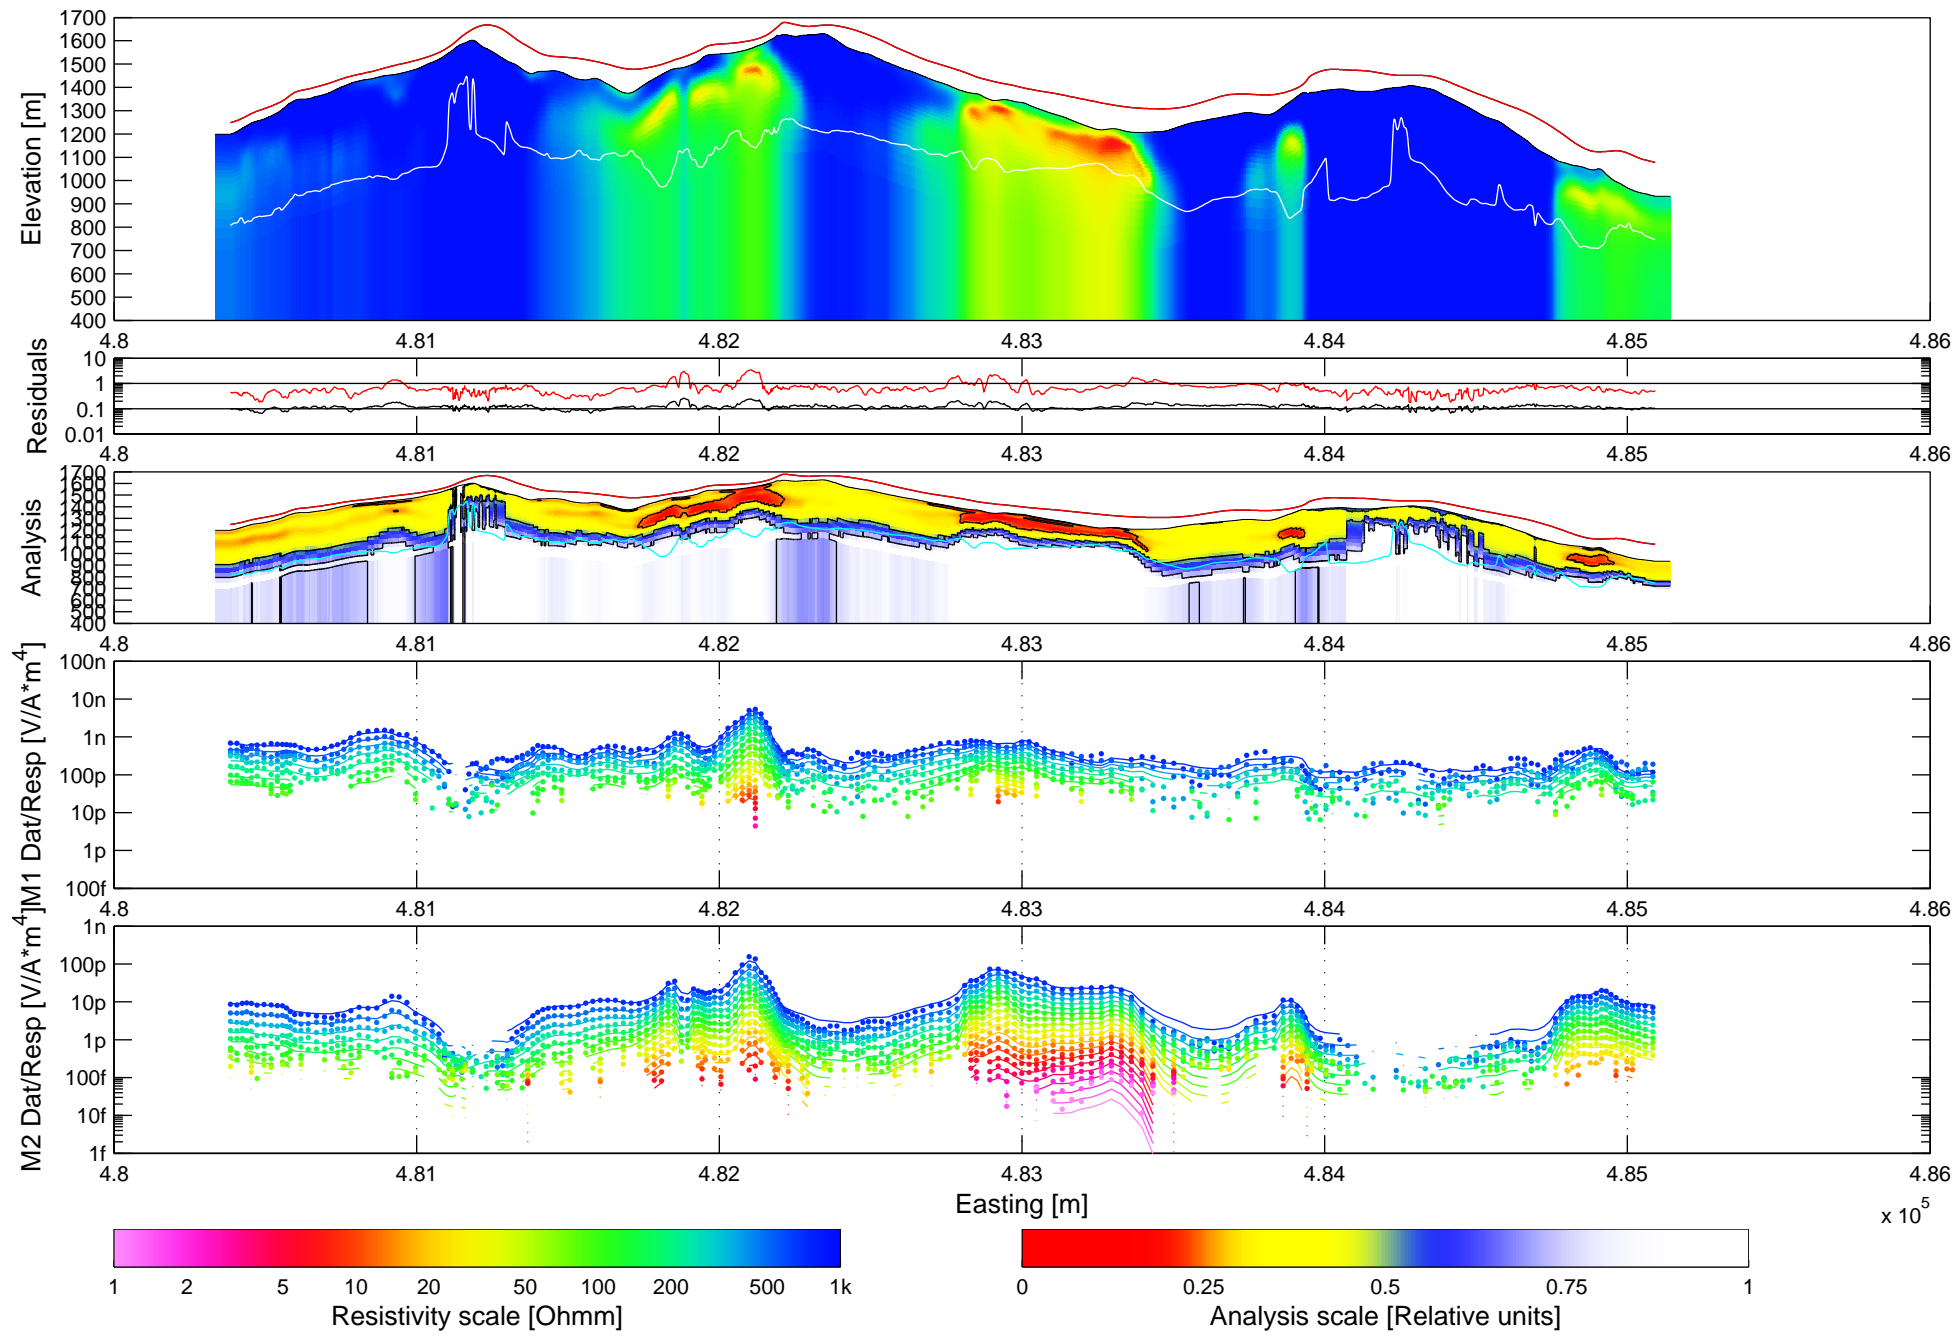 1700
1600
1500
1400
1300
1200
1100
1000
900
800
700
600
500
400
Elevation [m]
4.8 4.81 4.82 4.83 4.84 4.85 4.86
10
1
0.1
0.01
Residuals
4.8 4.81 4.82 4.83 4.84 4.85 4.86
1700
1600
1500
1400
1300
1200
1100
1000
900
800
700
600
500
400
Analysis
4.8 4.81 4.82 4.83 4.84 4.85 4.86
100n
10n
1n
100p
10p
1p
100f
M1 Dat/Resp [V/A*m^4]
4.8 4.81 4.82 4.83 4.84 4.85 4.86
1n
100p
10p
1p
100f
10f
1f
M2 Dat/Resp [V/A*m^4]
4.8 4.81 4.82 4.83 4.84 4.85 4.86
Easting [m]
x 10^5
1 2 5 10 20 50 100 200 500 1k
Resistivity scale [Ohmm]
0 0.25 0.5 0.75 1
Analysis scale [Relative units]